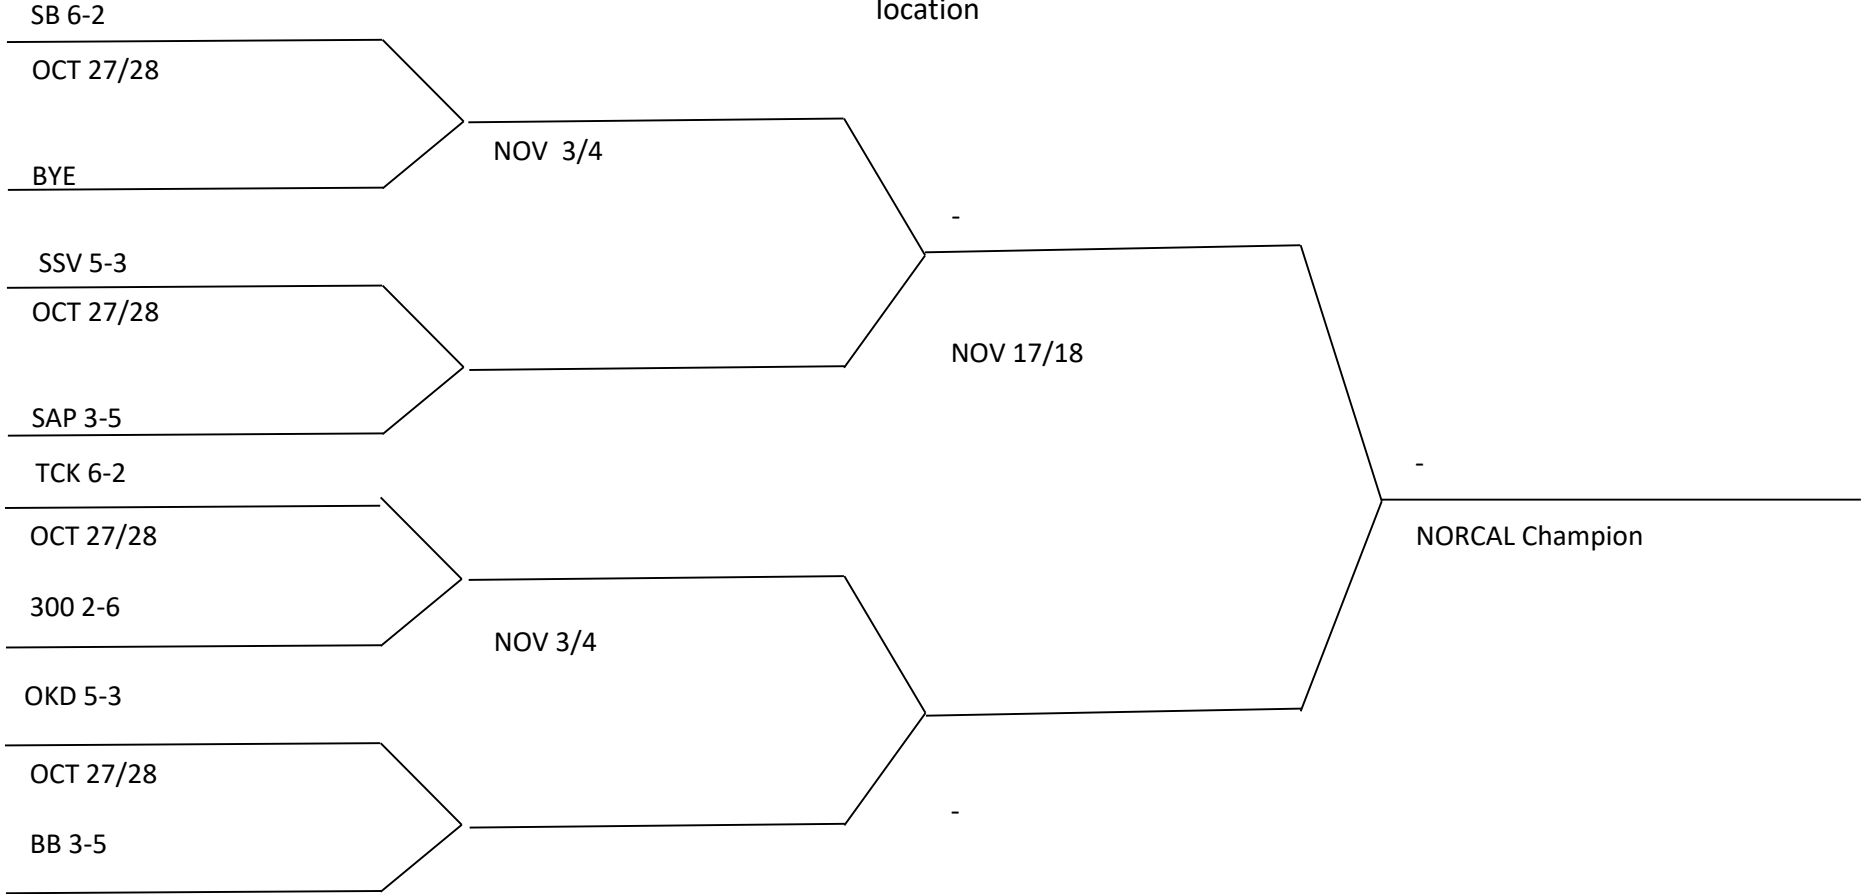 location
SB 6-2
OCT 27/28
BYE
NOV 3/4
-
SSV 5-3
OCT 27/28
SAP 3-5
NOV 17/18
TCK 6-2
OCT 27/28
300 2-6
-
NORCAL Champion
NOV 3/4
OKD 5-3
OCT 27/28
BB 3-5
-